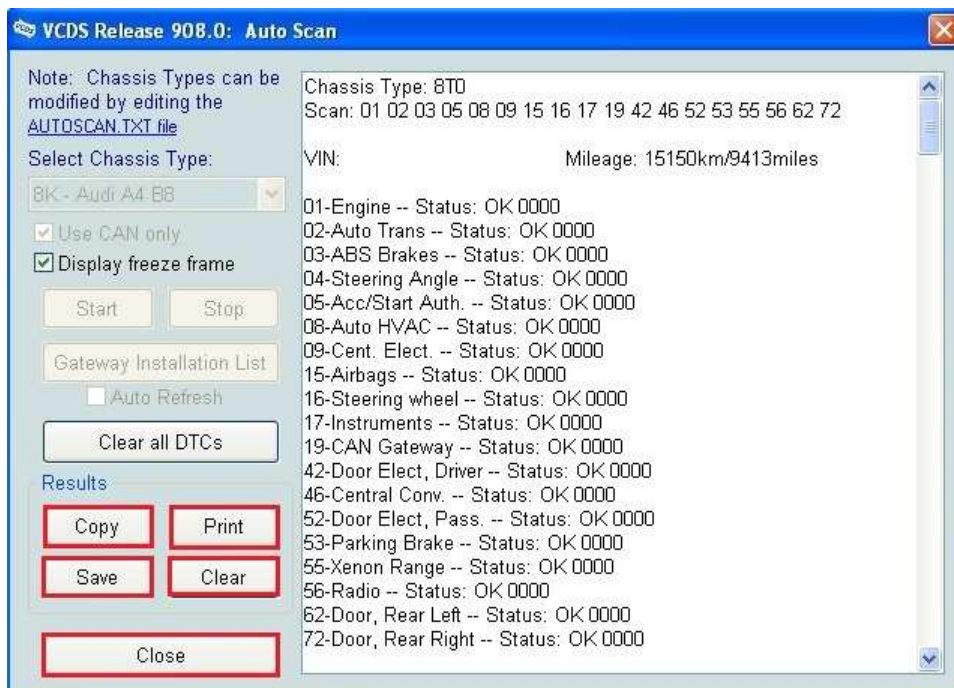 VCDS Release 908.0: Auto Scan
Note: Chassis Types can be
modified by editing the
AUTOSCAN.TXT file
Select Chassis Type:
8K - Audi A4 B8
Use CAN only
Display freeze frame
Start
Stop
Gateway Installation List
Auto Refresh
Clear all DTCs
Results
Copy
Print
Save
Clear
Close
Chassis Type: 8T0
Scan: 01 02 03 05 08 09 15 16 17 19 42 46 52 53 55 56 62 72
VIN: Mileage: 15150km/9413miles
01-Engine -- Status: OK 0000
02-Auto Trans -- Status: OK 0000
03-ABS Brakes -- Status: OK 0000
04-Steering Angle -- Status: OK 0000
05-Acc/Start Auth. -- Status: OK 0000
08-Auto HVAC -- Status: OK 0000
09-Cent. Elect. -- Status: OK 0000
15-Airbags -- Status: OK 0000
16-Steering wheel -- Status: OK 0000
17-Instruments -- Status: OK 0000
19-CAN Gateway -- Status: OK 0000
42-Door Elect, Driver -- Status: OK 0000
46-Central Conv. -- Status: OK 0000
52-Door Elect, Pass. -- Status: OK 0000
53-Parking Brake -- Status: OK 0000
55-Xenon Range -- Status: OK 0000
56-Radio -- Status: OK 0000
62-Door, Rear Left -- Status: OK 0000
72-Door, Rear Right -- Status: OK 0000